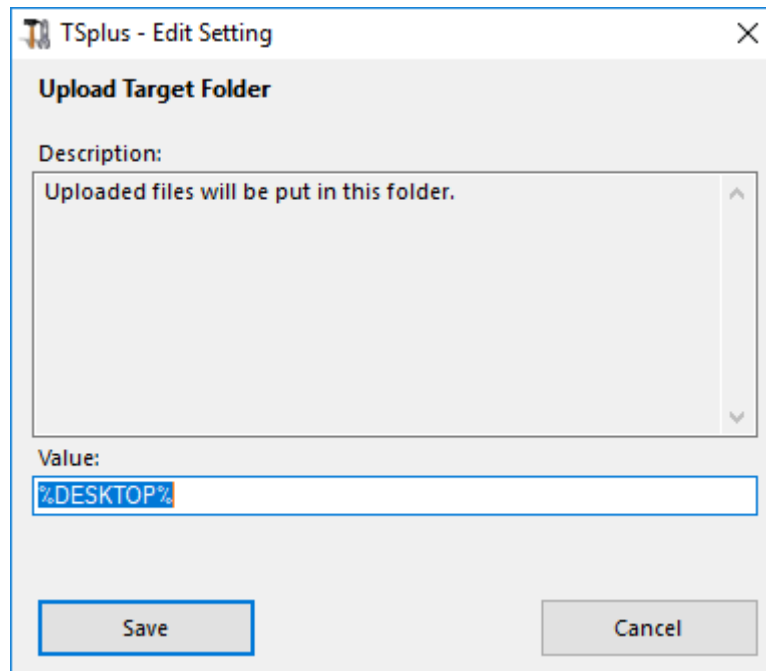 TSplus - Edit Setting
Upload Target Folder
Description:
Uploaded files will be put in this folder.
Value:
%DESKTOP%
Save
Cancel